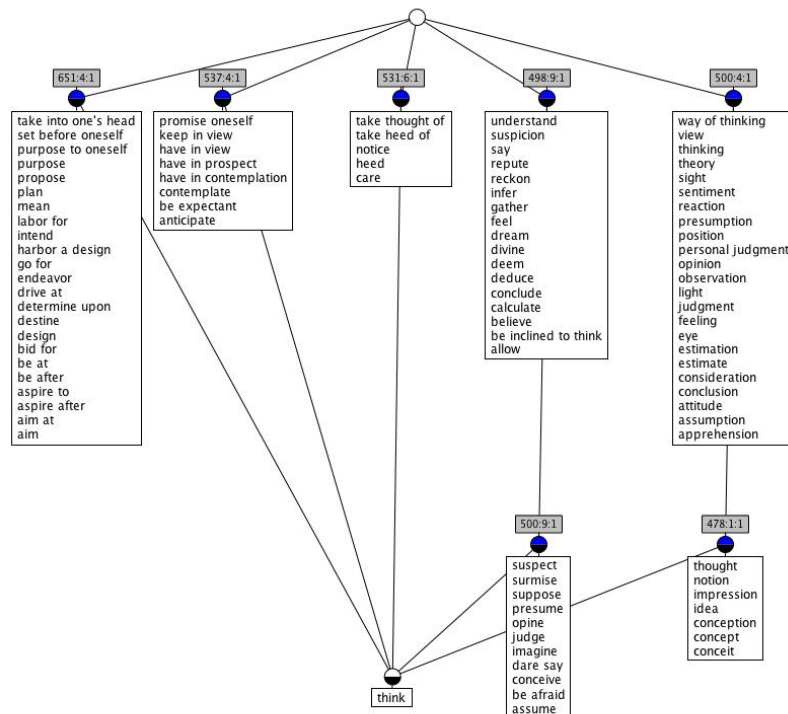 651:4:1
take into one's head
set before oneself
purpose to oneself
purpose
propose
plan
mean
labor for
intend
harbor a design
go for
endeavor
drive at
determine upon
destine
design
bid for
be at
be after
aspire to
aspire after
aim at
aim
537:4:1
promise oneself
keep in view
have in view
have in prospect
have in contemplation
contemplate
be expectant
anticipate
531:6:1
take thought of
take heed of
notice
heed
care
498:9:1
understand
suspicion
say
repute
reckon
infer
gather
feel
dream
divine
deem
deduce
conclude
calculate
believe
be inclined to think
allow
500:4:1
way of thinking
view
thinking
theory
sight
sentiment
reaction
presumption
position
personal judgment
opinion
observation
light
judgment
feeling
eye
estimation
estimate
consideration
conclusion
attitude
assumption
apprehension
500:9:1
suspect
surmise
suppose
presume
opine
judge
imagine
dare say
conceive
be afraid
assume
478:1:1
thought
notion
impression
idea
conception
concept
conceit
think